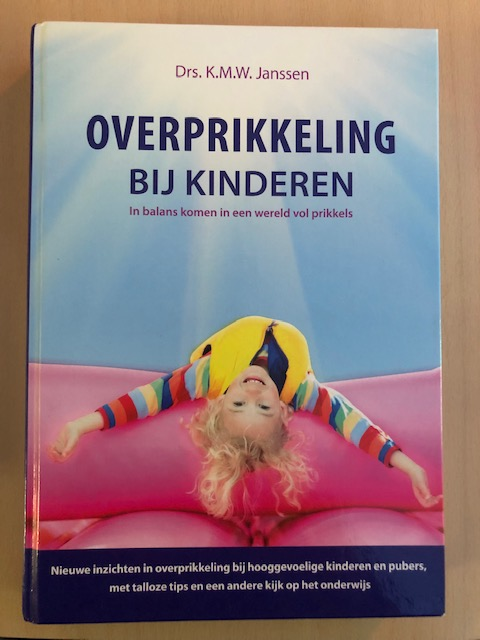 Drs. K.M.W. Janssen
OVERPRIKKELING
BIJ KINDEREN
In balans komen in een wereld vol prikkels
Nieuwe inzichten in overprikkeling bij hooggevoelige kinderen en pubers,
met talloze tips en een andere kijk op het onderwijs